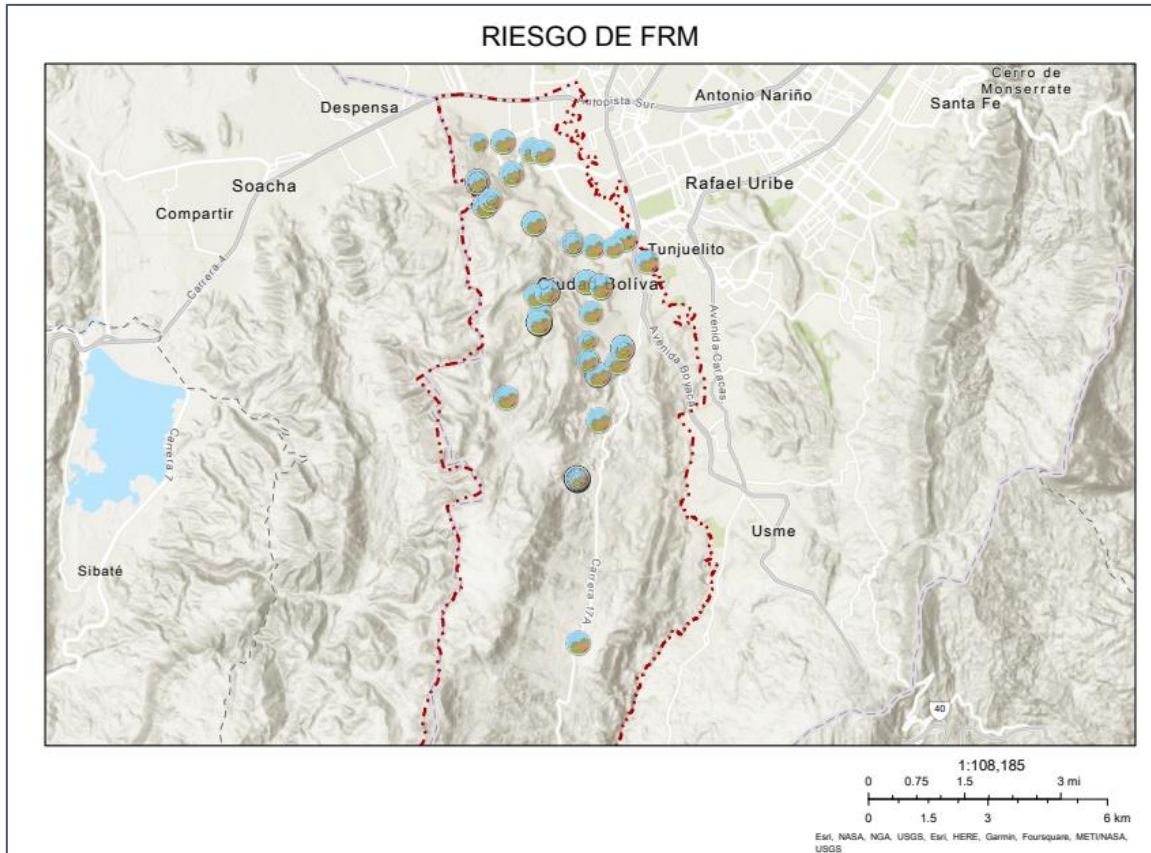 RIESGO DE FRM
Cerro de
Monserrate
Despensa
Antonio Nariño
Santa Fe
Autopista Sur
Soacha
Rafael Uribe
Compartir
Tunjuelito
Carrera 4
Ciudad Bolívar
Avenida Boyacá
Avenida Caracas
Carrera 7
Usme
Sibaté
Carrera 17A
40
1:108,185
0 0.75 1.5 3 mi
0 1.5 3 6 km
Esri, NASA, NGA, USGS, Esri, HERE, Garmin, Foursquare, METI/NASA,
USGS